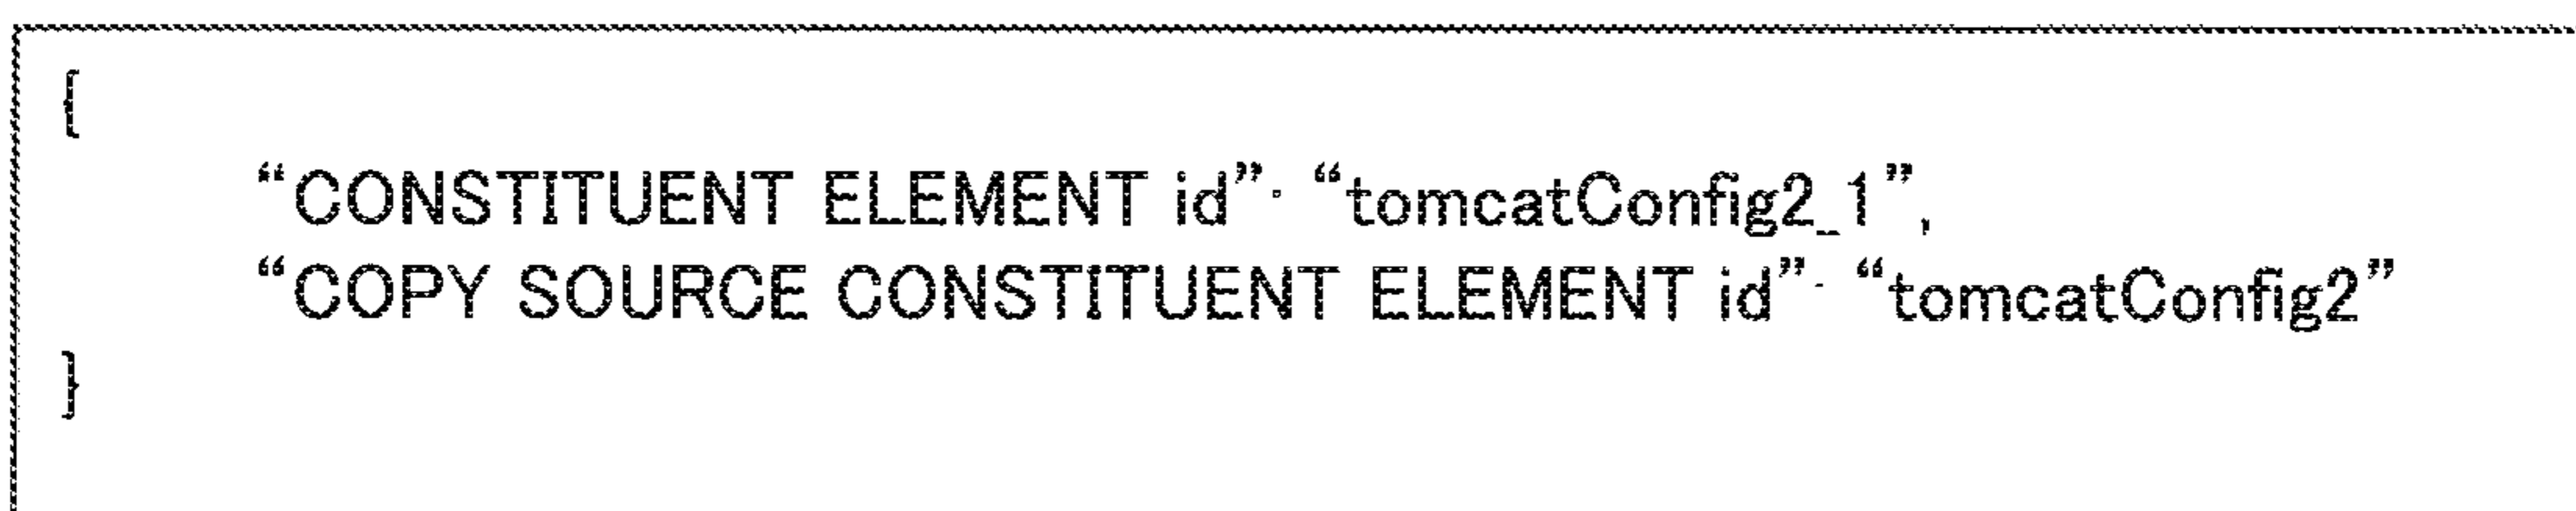 {
“CONSTITUENT ELEMENT id”: “tomcatConfig2_1”,
“COPY SOURCE CONSTITUENT ELEMENT id”: “tomcatConfig2”
}